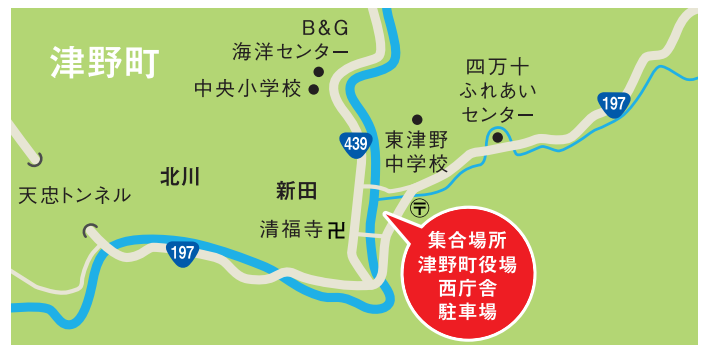 津野町
B&G
海洋センター
中央小学校
四万十
ふれあい
センター
197
439
東津野
中学校
天忠トンネル
北川
新田
清福寺卍
〒
197
集合場所
津野町役場
西庁舎
駐車場